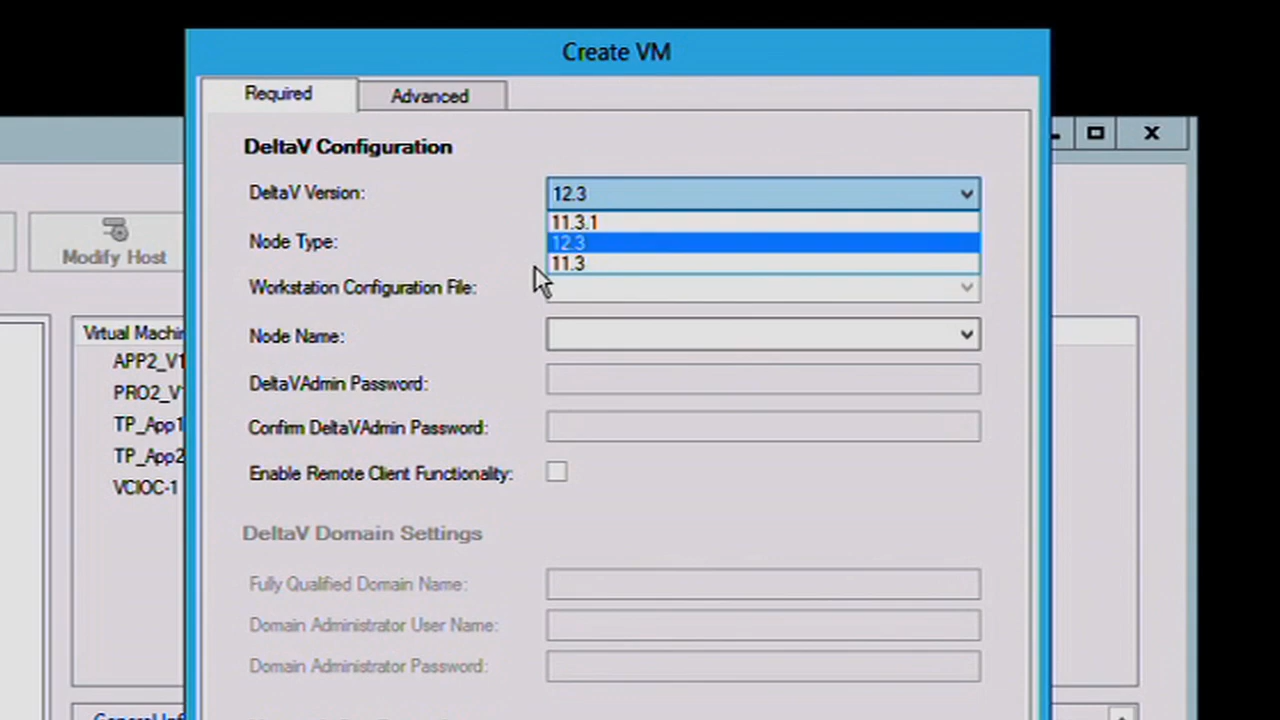 Create VM
Required
Advanced
DeltaV Configuration
DeltaV Version:
12.3
11.3.1
12.3
11.3
Node Type:
Workstation Configuration File:
Node Name:
DeltaVAdmin Password:
Confirm DeltaVAdmin Password:
Enable Remote Client Functionality:
DeltaV Domain Settings
Fully Qualified Domain Name:
Domain Administrator User Name:
Domain Administrator Password:
Modify Host
Virtual Machin
APP2_V1
PRO2_V
TP_App1
TP_App2
VCIOC-1